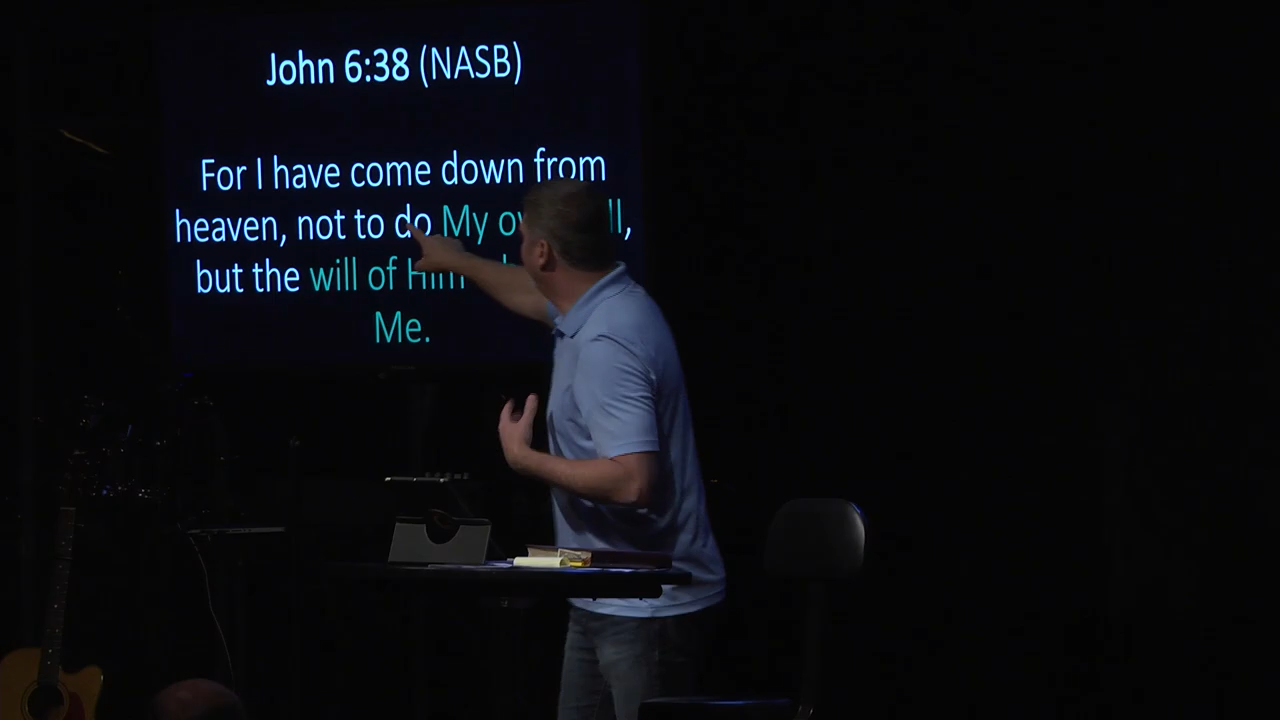 John 6:38 (NASB)
For I have come down from
heaven, not to do My
but the will of Him
Me.